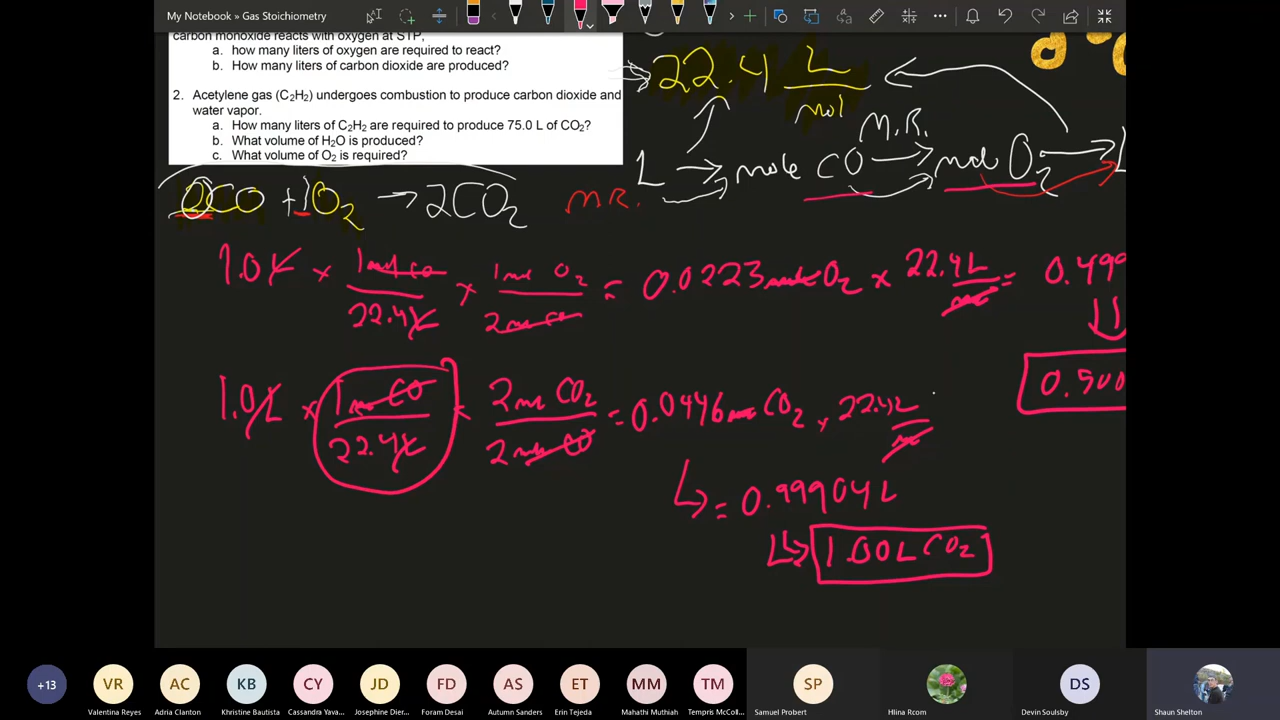 My Notebook » Gas Stoichiometry
carbon monoxide reacts with oxygen at STP,
a. how many liters of oxygen are required to react?
b. How many liters of carbon dioxide are produced?
2. Acetylene gas (C2H2) undergoes combustion to produce carbon dioxide and
water vapor.
a. How many liters of C2H2 are required to produce 75.0 L of CO2?
b. What volume of H2O is produced?
c. What volume of O2 is required?
22.4 L/mol
M.R.
L → mole CO → mol O2 → L
2CO + 1O2 → 2CO2 M.R.
1.0 L x 1 mol CO / 22.4 L x 1 mol O2 / 2 mol CO = 0.0223 mol O2 x 22.4 L / mol = 0.499
0.500
1.0 L x 1 mol CO / 22.4 L x 2 mol CO2 / 2 mol CO = 0.0446 mol CO2 x 22.4 L / mol
= 0.99904 L
1.00 L CO2
+13 VR AC KB CY JD FD AS ET MM TM SP DS
Valentina Reyes Adria Clanton Khristine Bautista Cassandra Yava... Josephine Dier... Foram Desai Autumn Sanders Erin Tejeda Mahathi Muthiah Tempris McColl... Samuel Probert Hlina Rcom Devin Soulsby Shaun Shelton